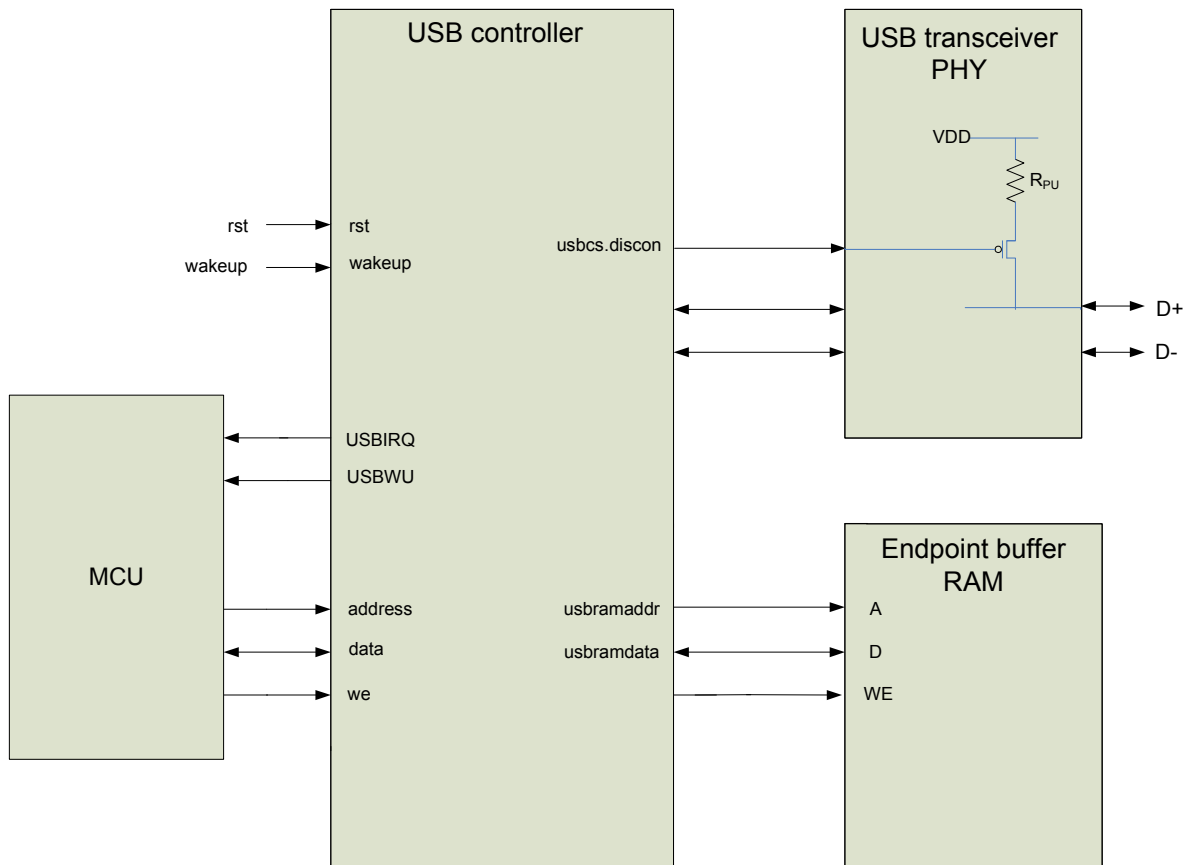 USB controller
USB transceiver
PHY
VDD
RPU
rst
rst
usbcs.discon
wakeup
wakeup
D+
D-
USBIRQ
USBWU
MCU
Endpoint buffer
RAM
address
usbramaddr
A
data
usbramdata
D
we
WE